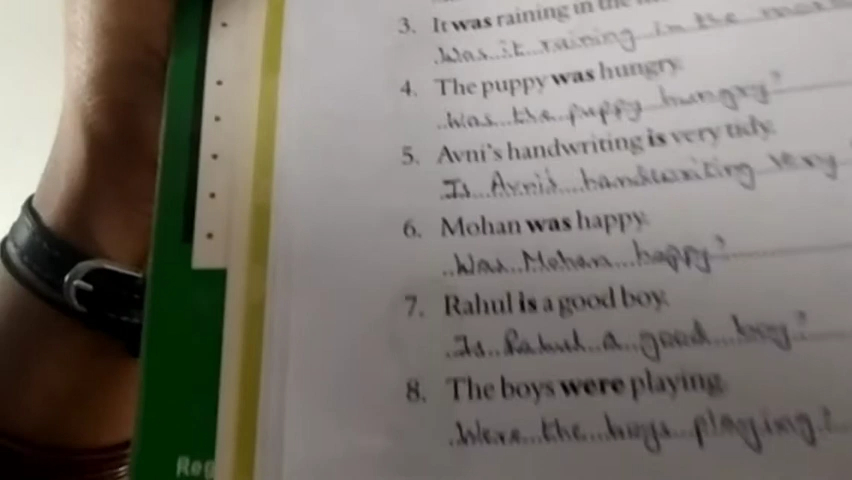 3. It was raining in the
Was it raining in the
4. The puppy was hungry.
Was the puppy hungry?
5. Avni's handwriting is very tidy.
Is Avni's handwriting very
6. Mohan was happy.
Was Mohan happy?
7. Rahul is a good boy.
Is Rahul a good boy?
8. The boys were playing.
Were the boys playing?
Reg